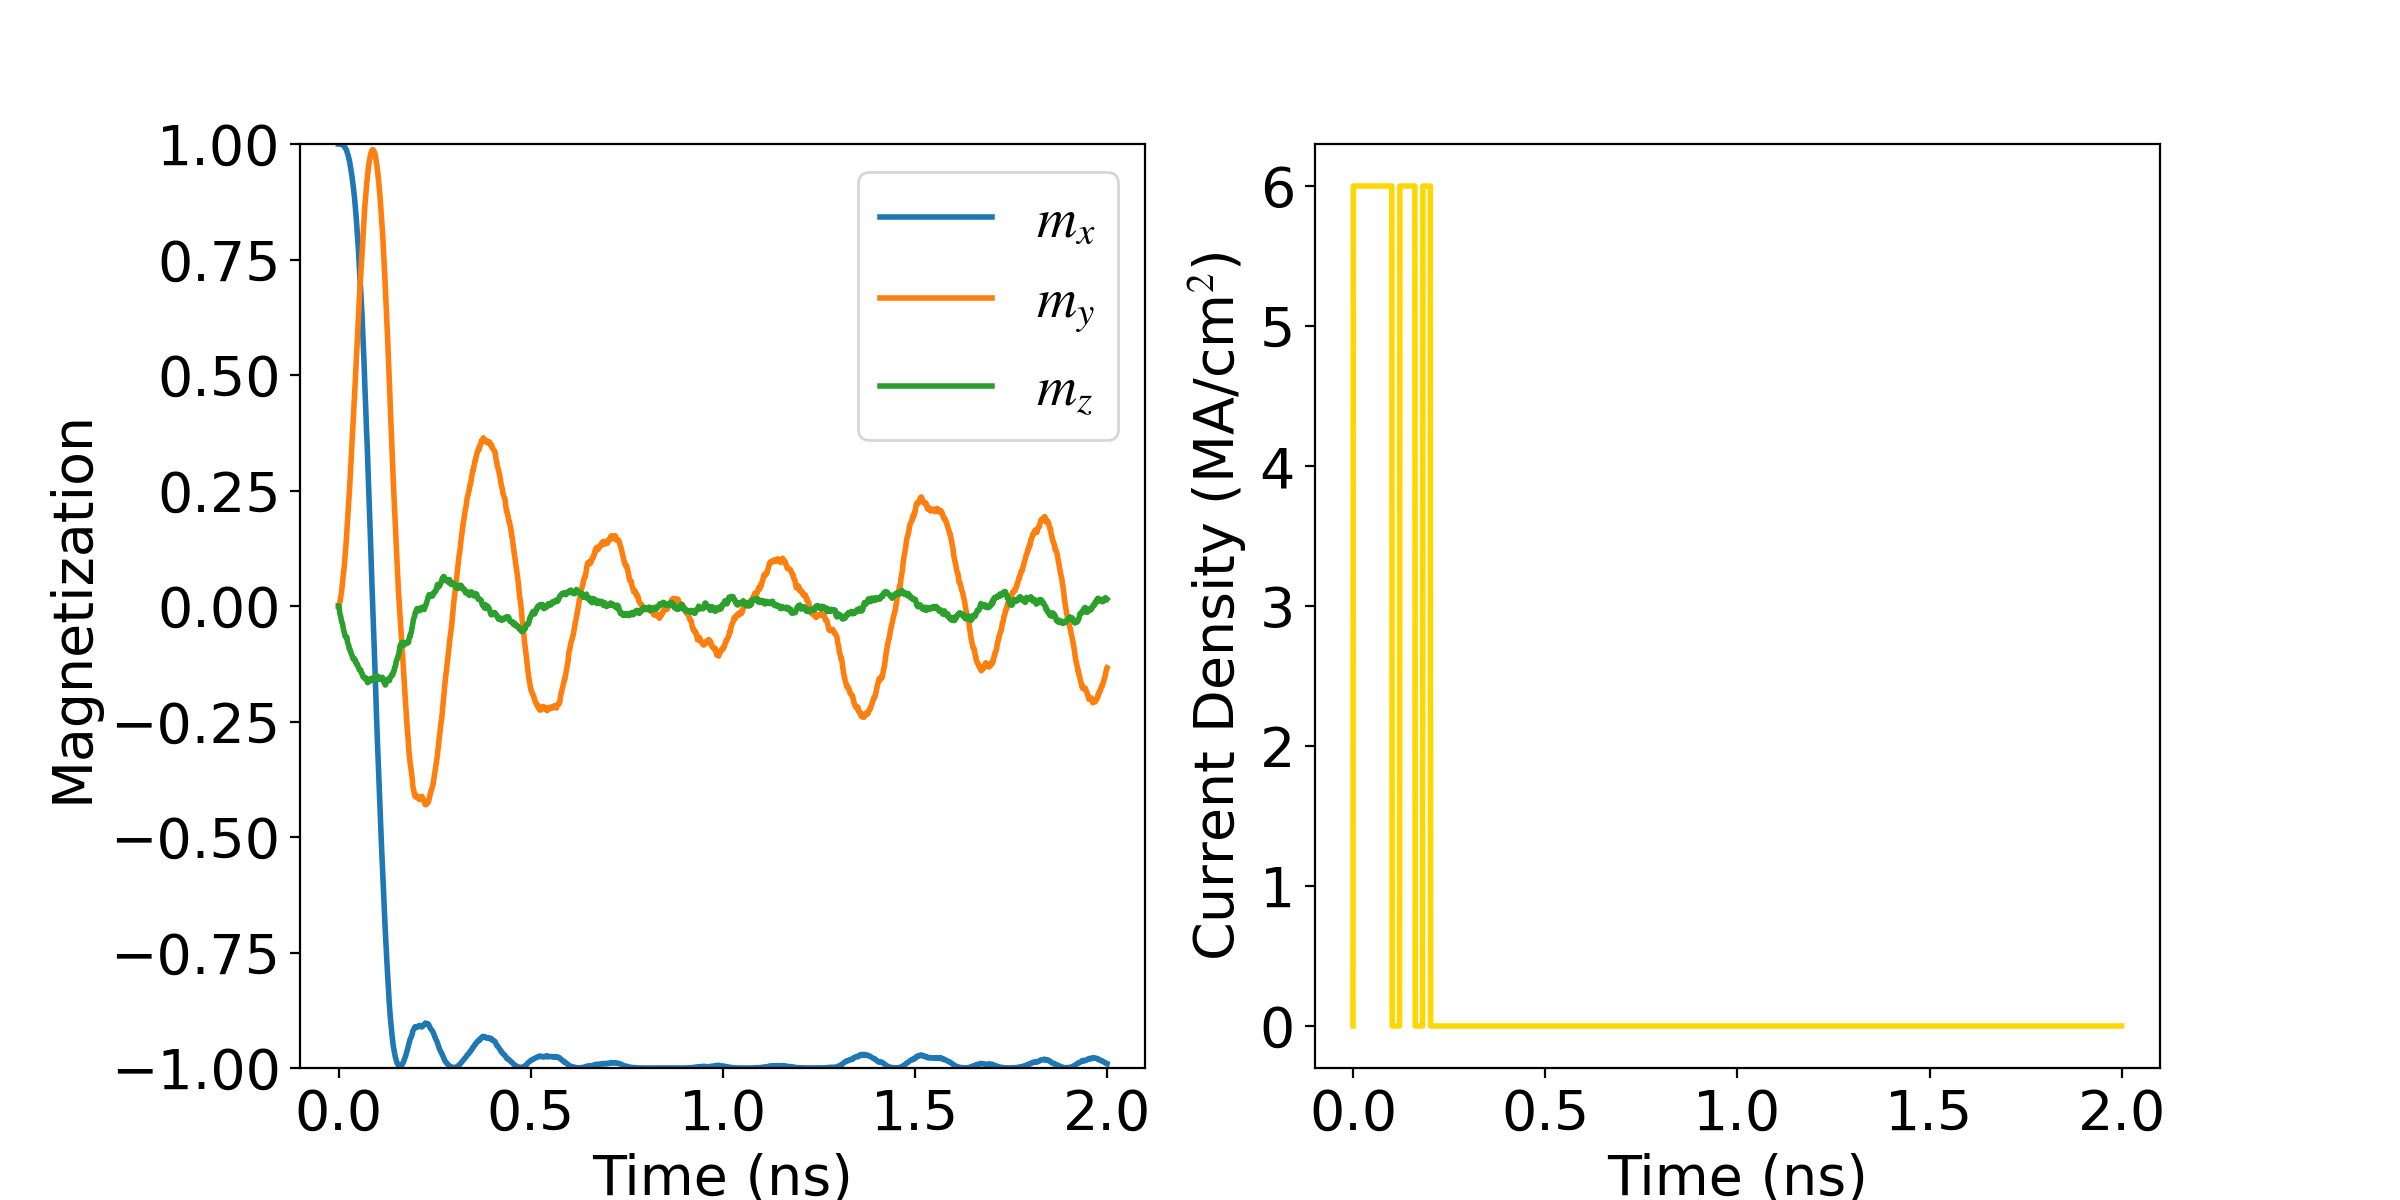 1.00
0.75
0.50
0.25
0.00
−0.25
−0.50
−0.75
−1.00
Magnetization
0.0 0.5 1.0 1.5 2.0
Time (ns)
m_x
m_y
m_z
6
5
4
3
2
1
0
Current Density (MA/cm²)
0.0 0.5 1.0 1.5 2.0
Time (ns)